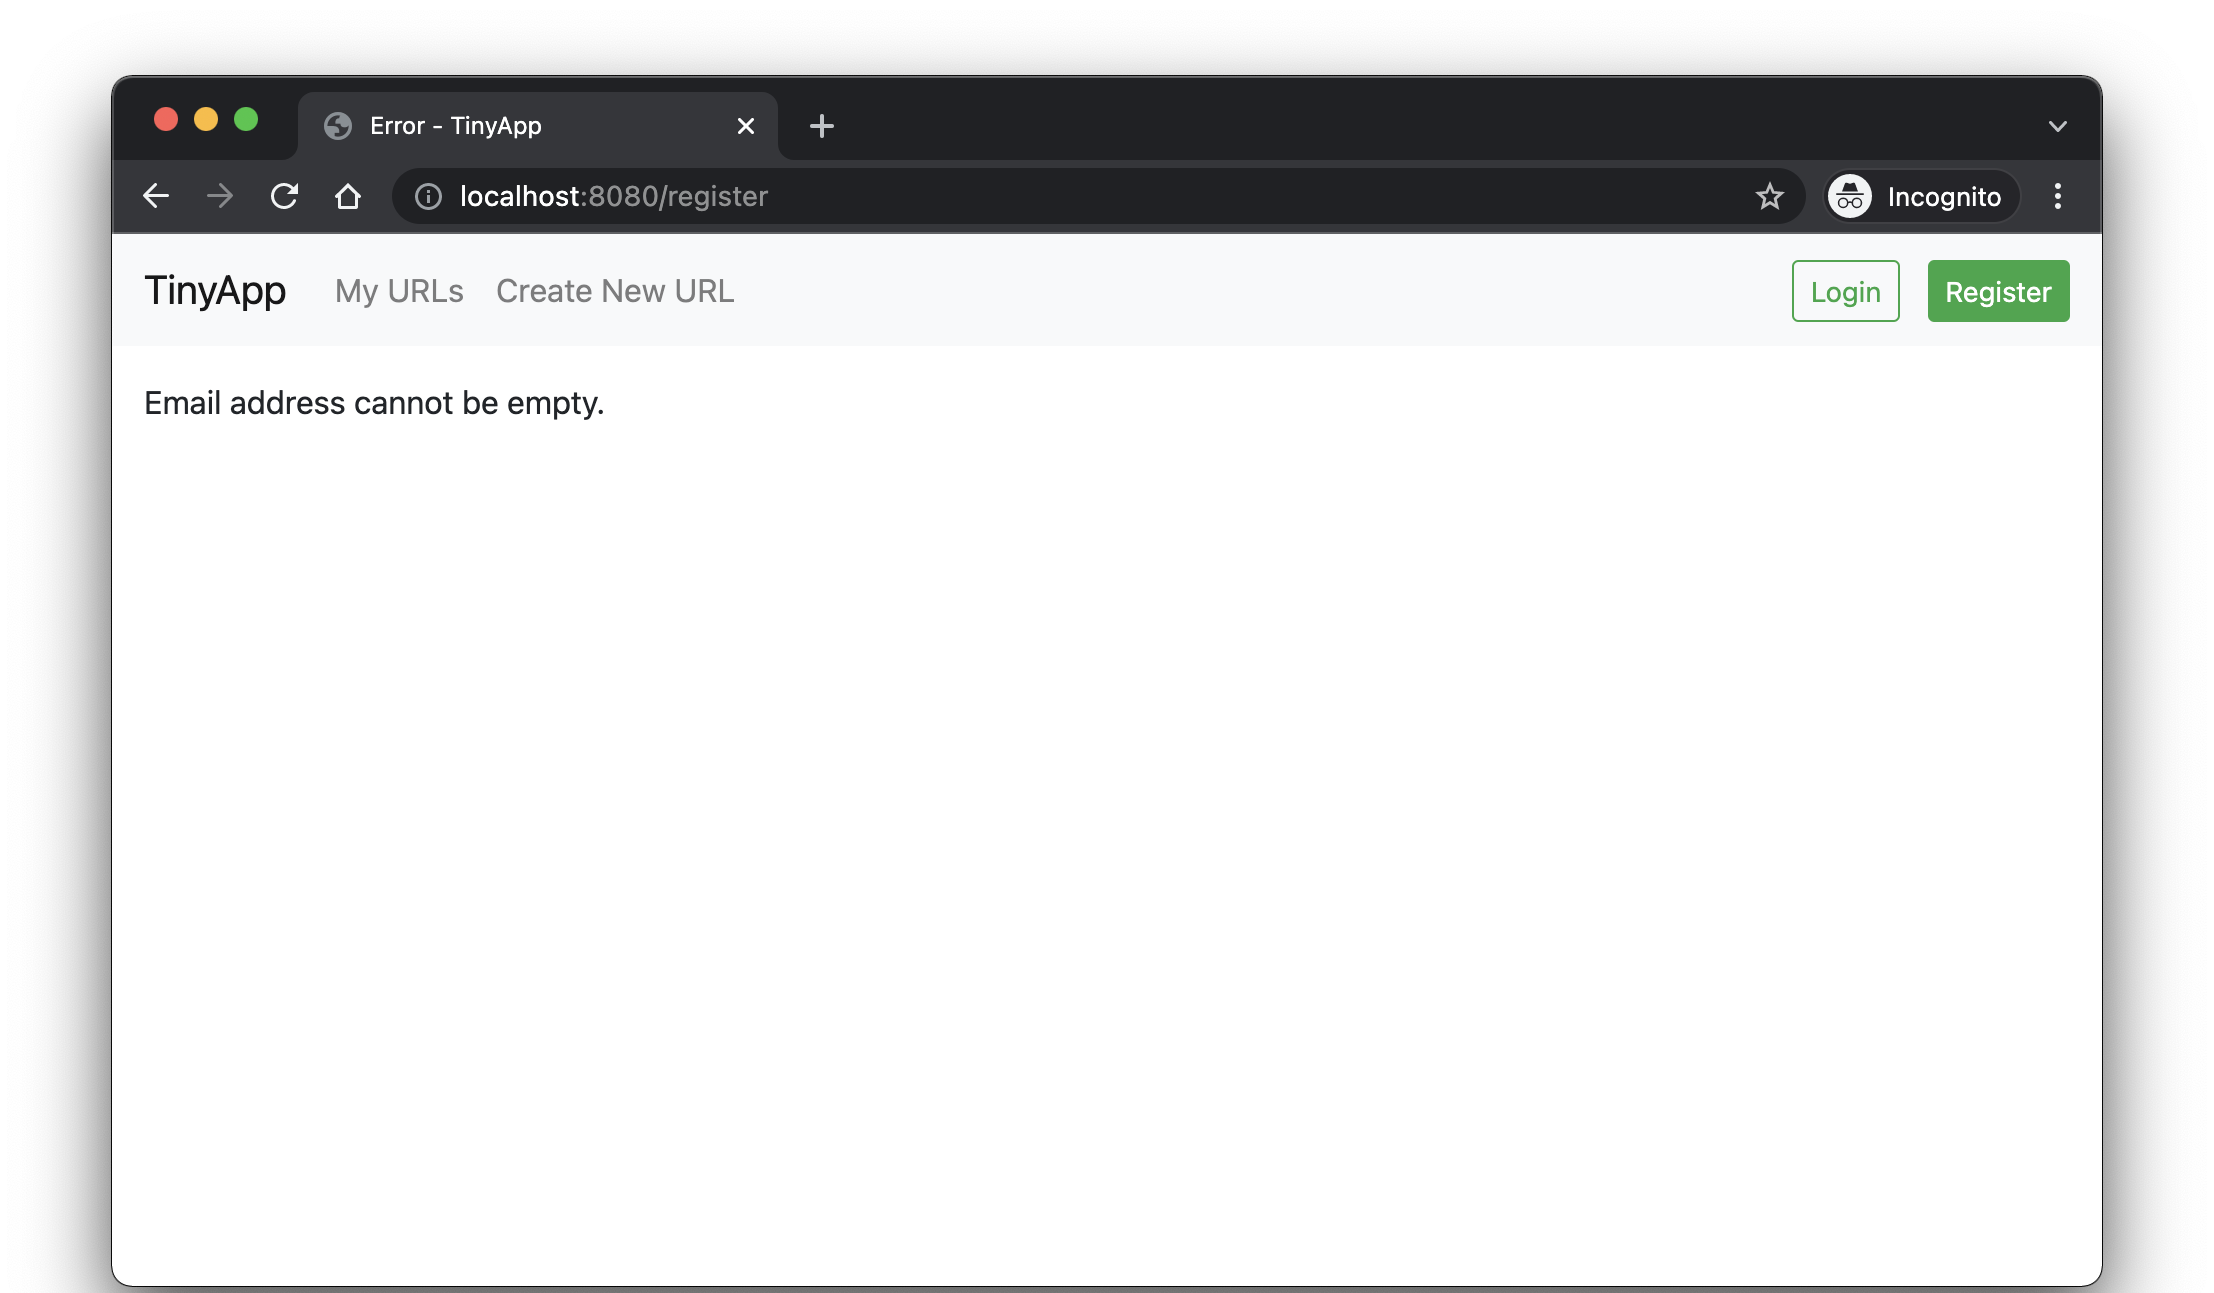 Error - TinyApp
localhost:8080/register
Incognito
TinyApp My URLs Create New URL Login Register
Email address cannot be empty.